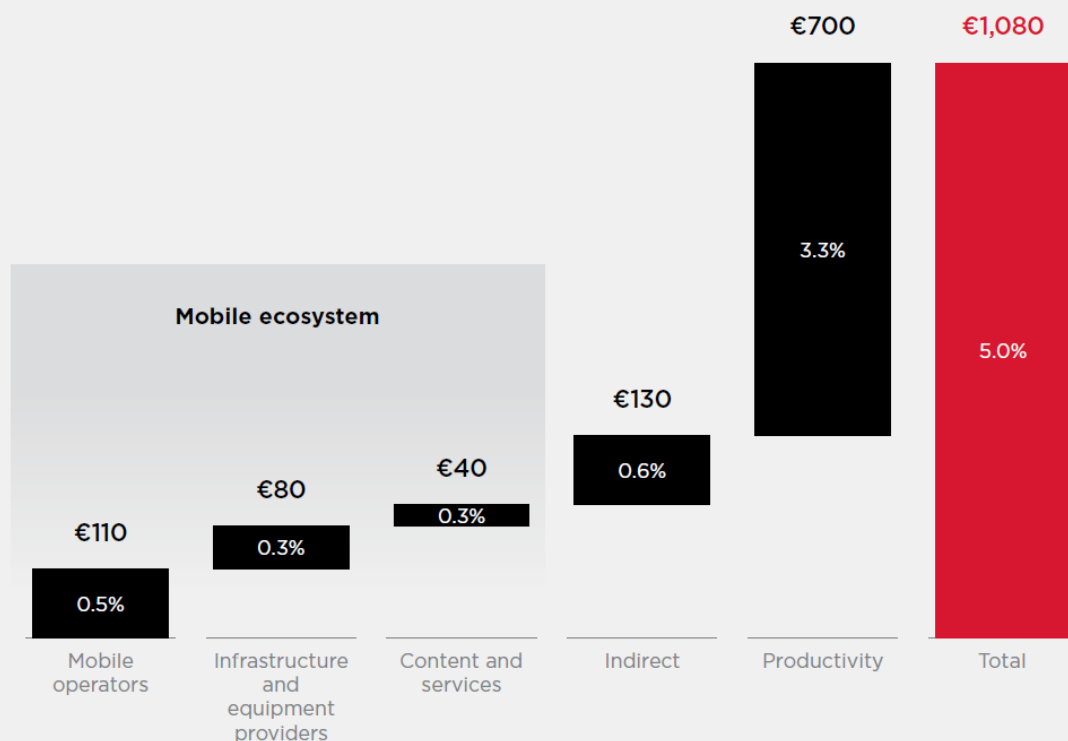 €700
€1,080
3.3%
Mobile ecosystem
5.0%
€130
€40
0.6%
€80
0.3%
€110
0.3%
0.5%
Mobile
operators
Infrastructure
and
equipment
providers
Content and
services
Indirect
Productivity
Total